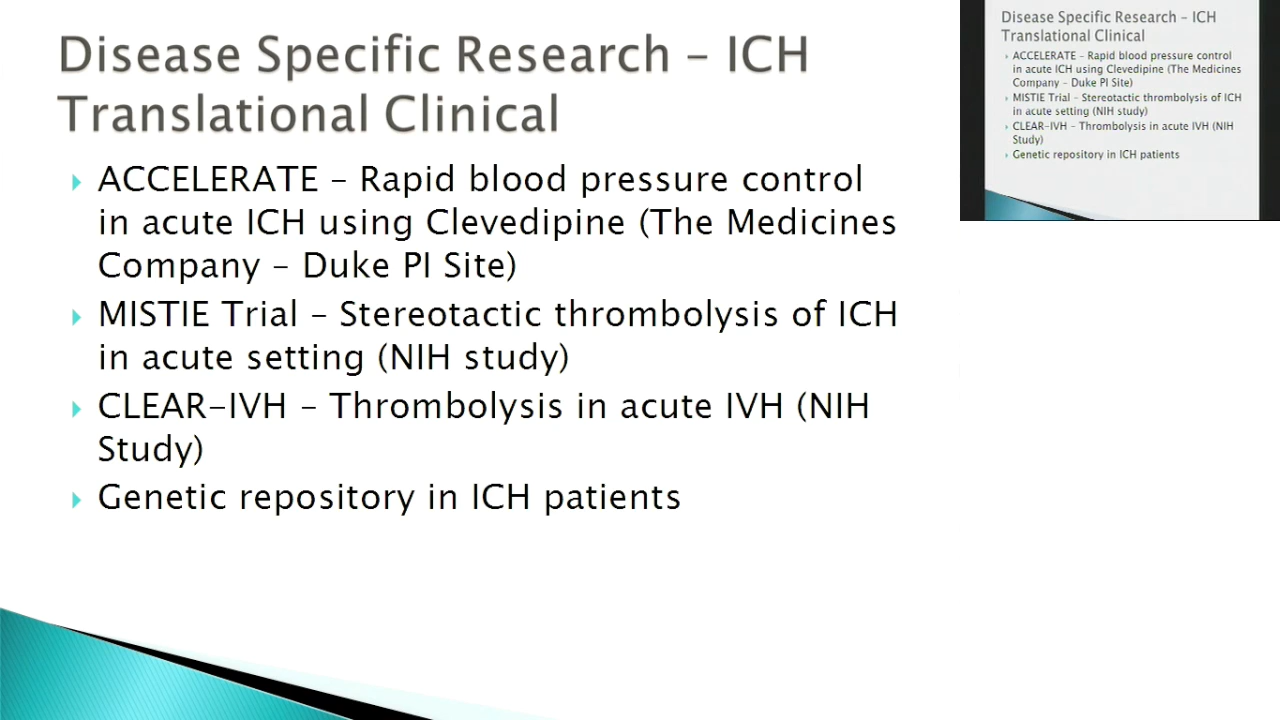 Disease Specific Research – ICH
Translational Clinical
ACCELERATE – Rapid blood pressure control
in acute ICH using Clevedipine (The Medicines
Company – Duke PI Site)
MISTIE Trial – Stereotactic thrombolysis of ICH
in acute setting (NIH study)
CLEAR-IVH – Thrombolysis in acute IVH (NIH
Study)
Genetic repository in ICH patients
Disease Specific Research – ICH
Translational Clinical
ACCELERATE – Rapid blood pressure control
in acute ICH using Clevedipine (The Medicines
Company – Duke PI Site)
MISTIE Trial – Stereotactic thrombolysis of ICH
in acute setting (NIH study)
CLEAR-IVH – Thrombolysis in acute IVH (NIH
Study)
Genetic repository in ICH patients